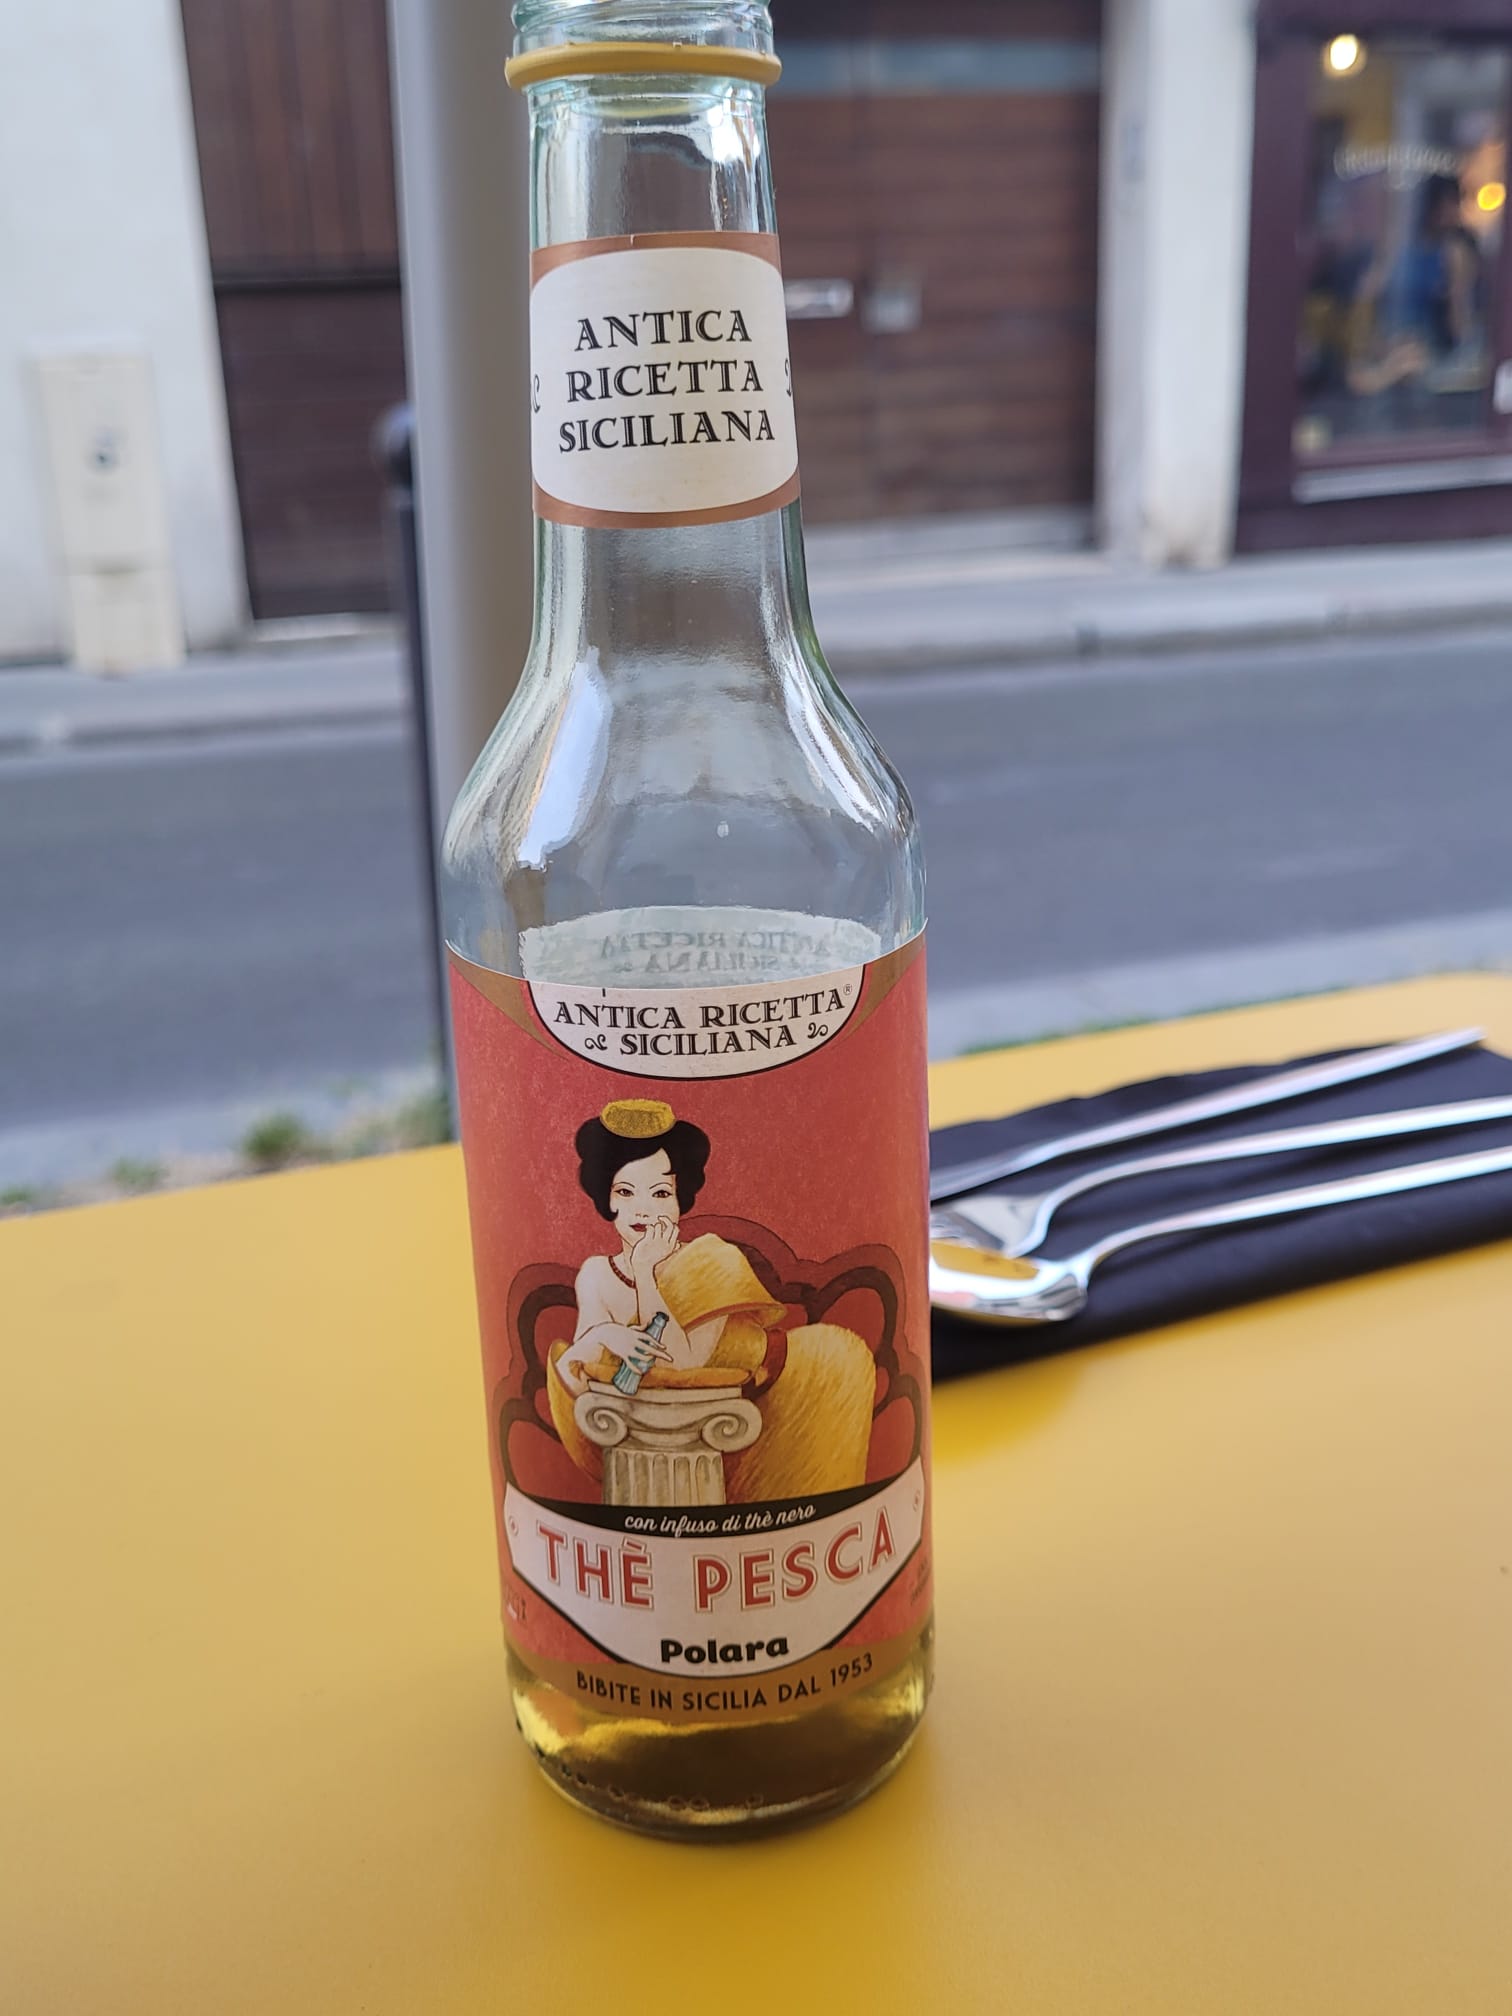 ANTICA
RICETTA
SICILIANA
ANTICA RICETTA®
SICILIANA
con infuso di thè nero
THÈ PESCA
Polara
BIBITE IN SICILIA DAL 1953